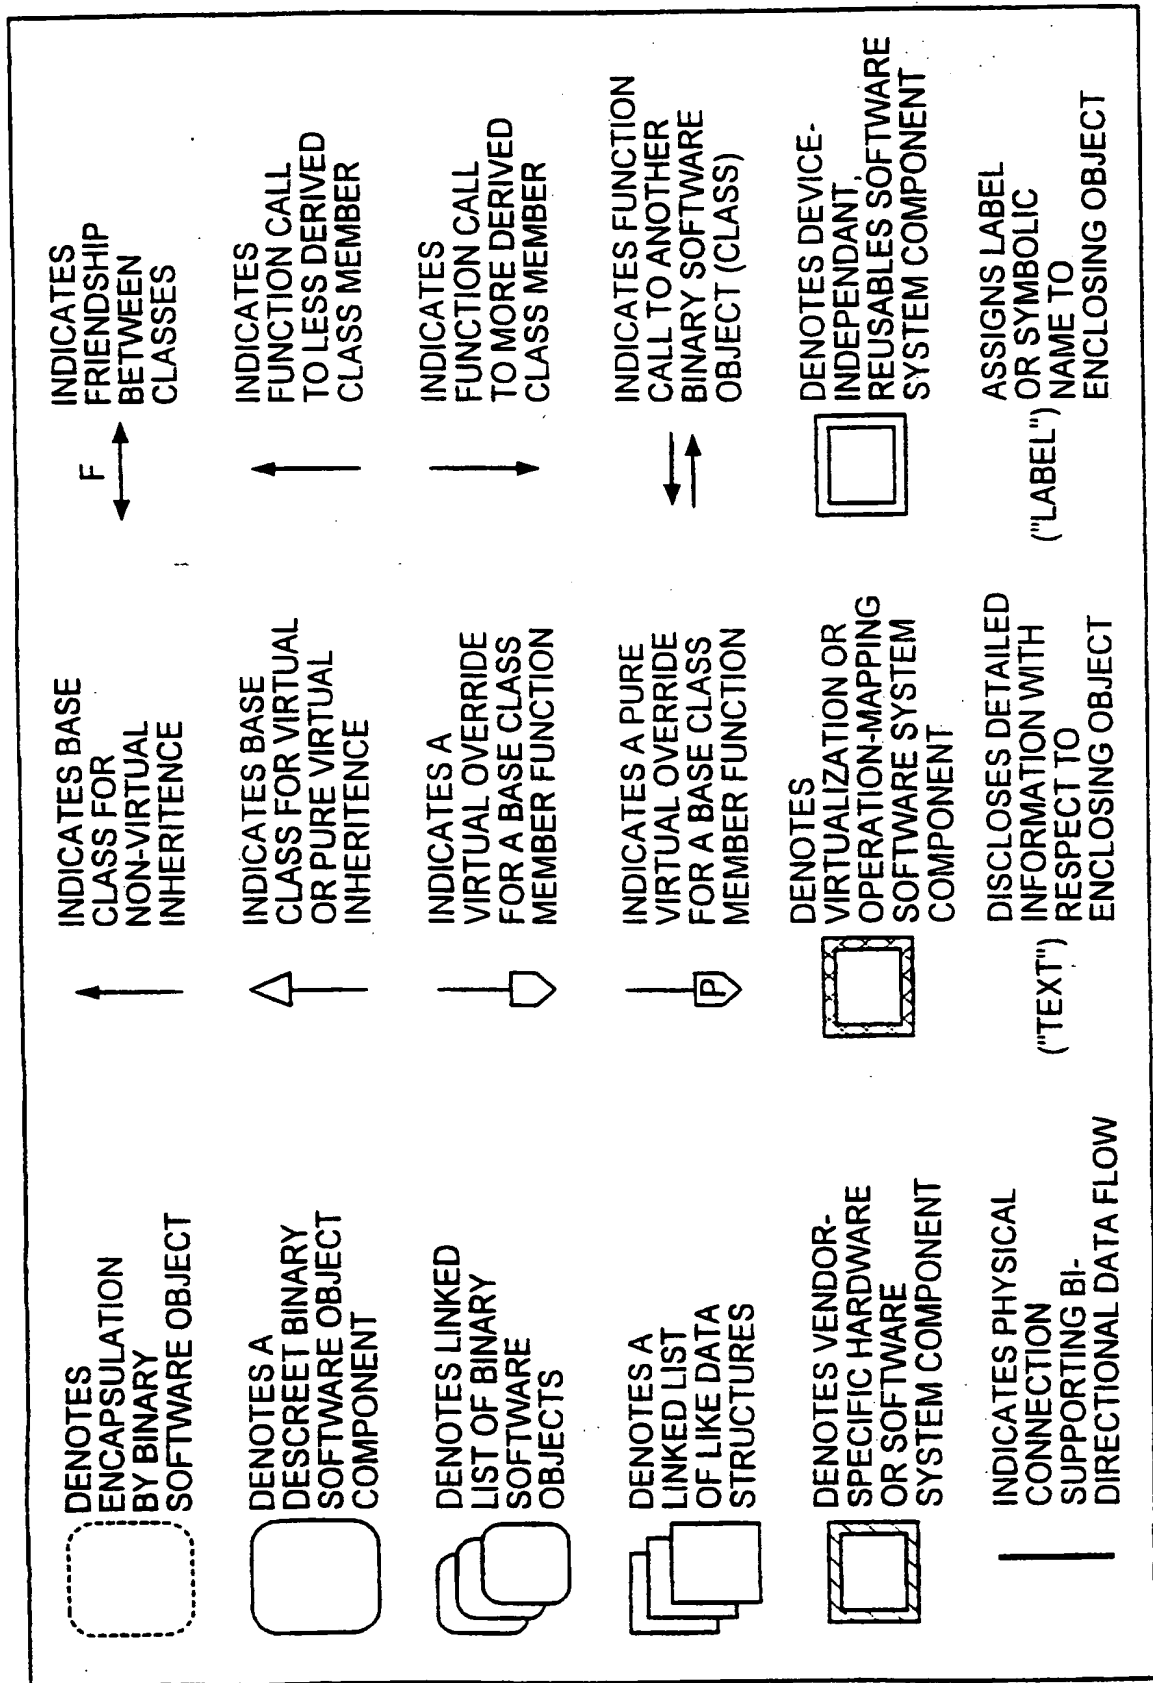 DENOTES
ENCAPSULATION
BY BINARY
SOFTWARE OBJECT
DENOTES A
DESCREET BINARY
SOFTWARE OBJECT
COMPONENT
DENOTES LINKED
LIST OF BINARY
SOFTWARE
OBJECTS
DENOTES A
LINKED LIST
OF LIKE DATA
STRUCTURES
DENOTES VENDOR-
SPECIFIC HARDWARE
OR SOFTWARE
SYSTEM COMPONENT
INDICATES PHYSICAL
CONNECTION
SUPPORTING BI-
DIRECTIONAL DATA FLOW
INDICATES BASE
CLASS FOR
NON-VIRTUAL
INHERITENCE
INDICATES BASE
CLASS FOR VIRTUAL
OR PURE VIRTUAL
INHERITENCE
INDICATES A
VIRTUAL OVERRIDE
FOR A BASE CLASS
MEMBER FUNCTION
P
INDICATES A PURE
VIRTUAL OVERRIDE
FOR A BASE CLASS
MEMBER FUNCTION
DENOTES
VIRTUALIZATION OR
OPERATION-MAPPING
SOFTWARE SYSTEM
COMPONENT
("TEXT")
DISCLOSES DETAILED
INFORMATION WITH
RESPECT TO
ENCLOSING OBJECT
F
INDICATES
FRIENDSHIP
BETWEEN
CLASSES
INDICATES
FUNCTION CALL
TO LESS DERIVED
CLASS MEMBER
INDICATES
FUNCTION CALL
TO MORE DERIVED
CLASS MEMBER
INDICATES FUNCTION
CALL TO ANOTHER
BINARY SOFTWARE
OBJECT (CLASS)
DENOTES DEVICE-
INDEPENDANT,
REUSABLES SOFTWARE
SYSTEM COMPONENT
("LABEL")
ASSIGNS LABEL
OR SYMBOLIC
NAME TO
ENCLOSING OBJECT